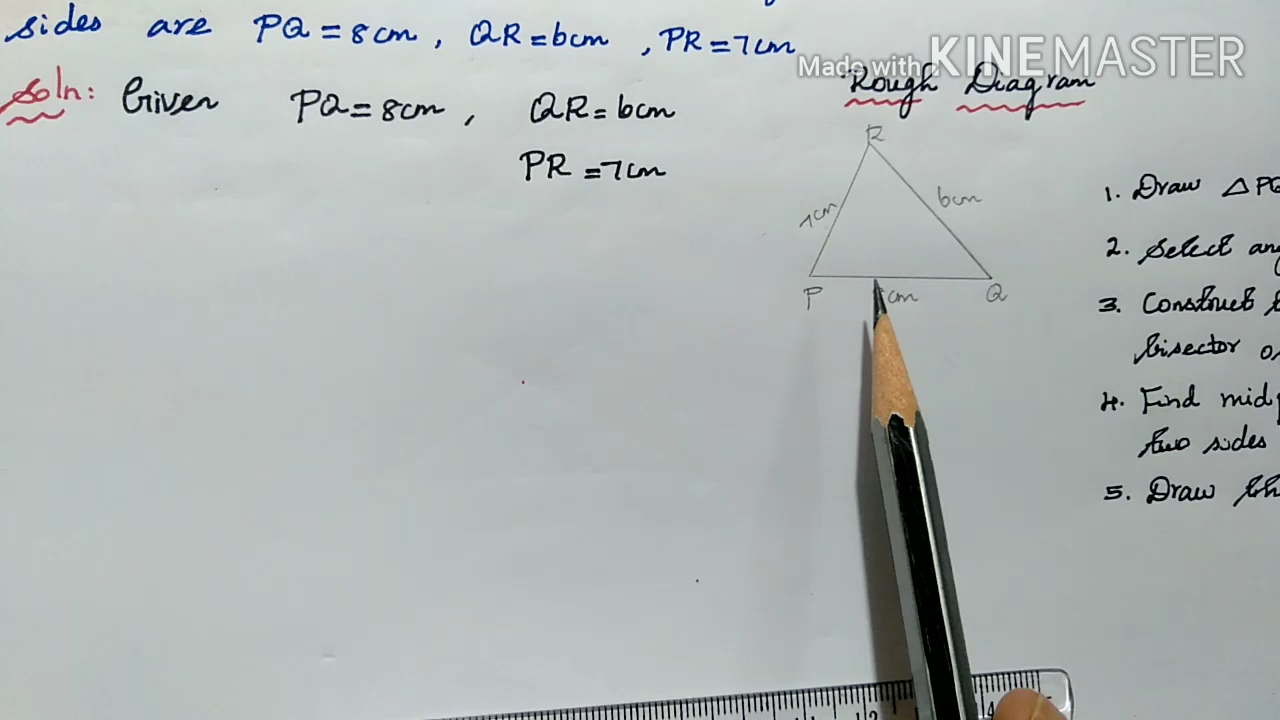 sides are PQ = 8cm, QR = 6cm, PR = 7cm
Made with KINEMASTER
Soln: Given PQ = 8cm, QR = 6cm
PR = 7cm
Rough Diagram
R
7cm
6cm
P
cm
Q
1. Draw △PQ
2. Select an
3. Construct
bisector
4. Find mid
two sides
5. Draw